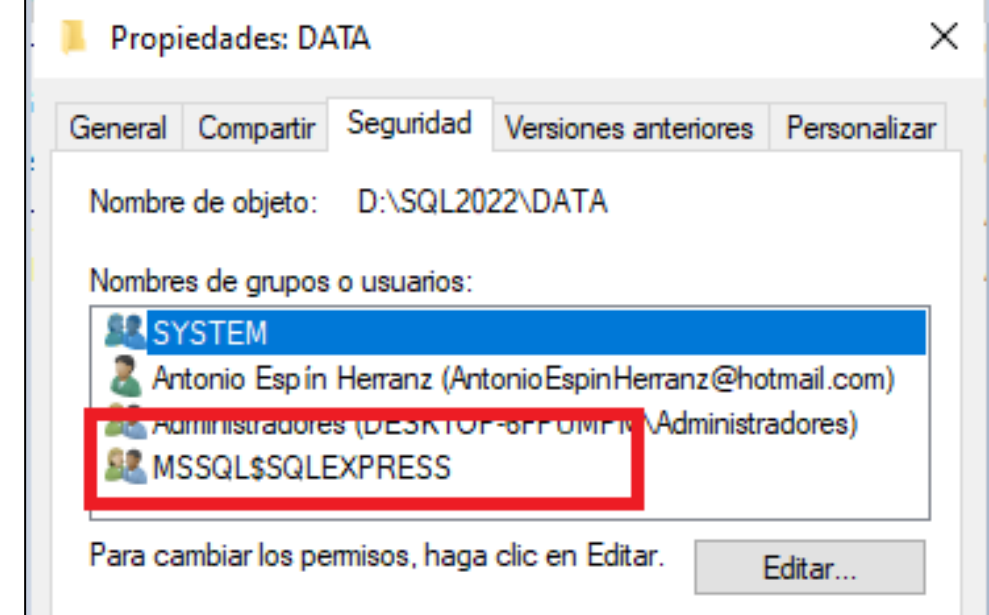 Propiedades: DATA
General Compartir Seguridad Versiones anteriores Personalizar
Nombre de objeto: D:\SQL2022\DATA
Nombres de grupos o usuarios:
SYSTEM
Antonio Espín Herranz (AntonioEspinHerranz@hotmail.com)
Administradores \Administradores)
MSSQL$SQLEXPRESS
Para cambiar los permisos, haga clic en Editar. Editar...